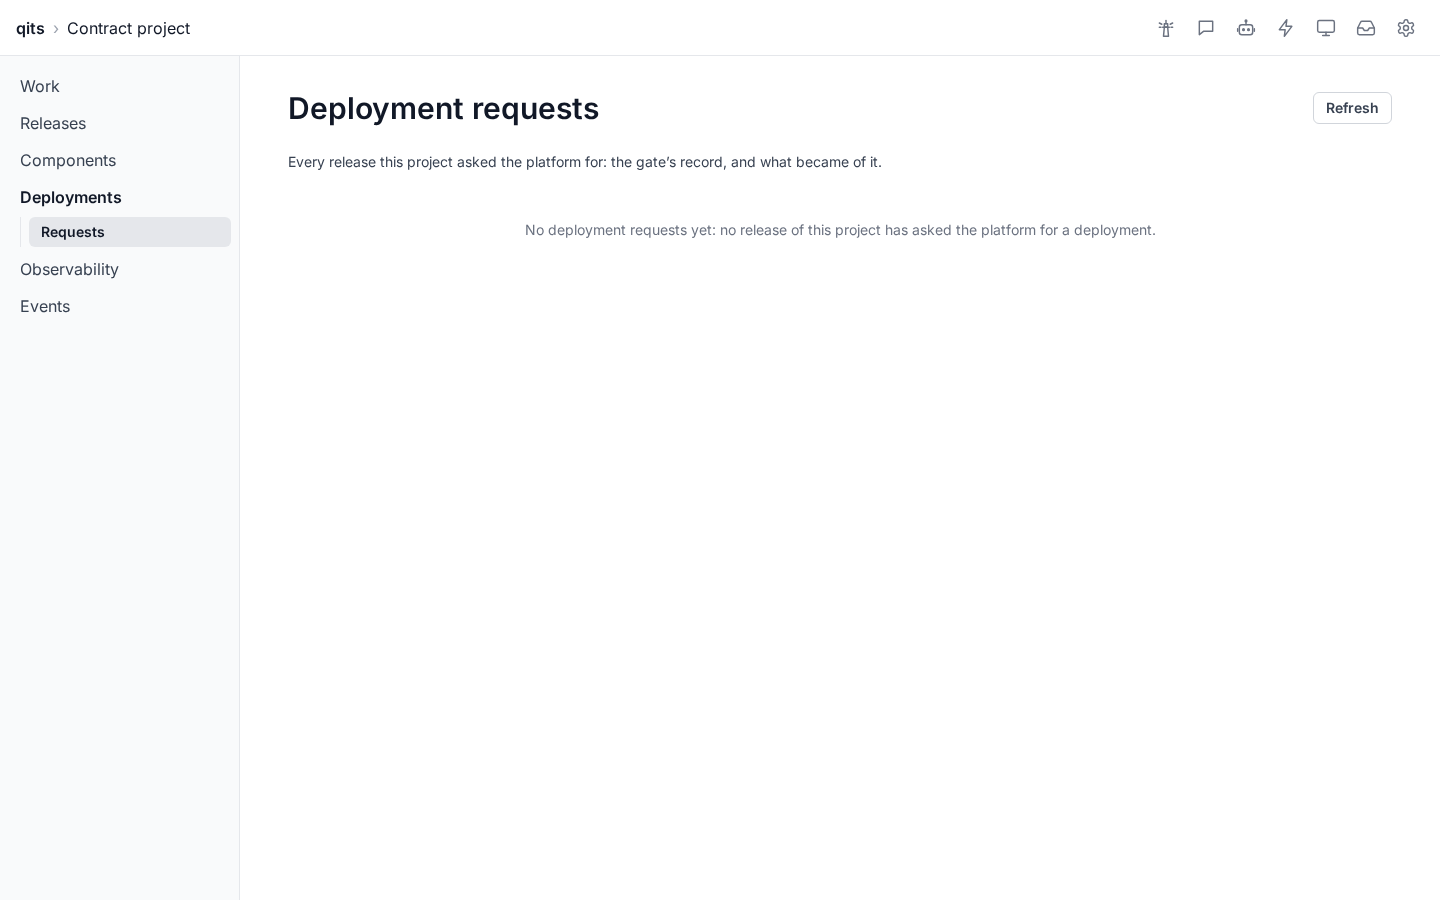 qits › Contract project
Work
Releases
Components
Deployments
Requests
Observability
Events
Deployment requests
Refresh
Every release this project asked the platform for: the gate’s record, and what became of it.
No deployment requests yet: no release of this project has asked the platform for a deployment.